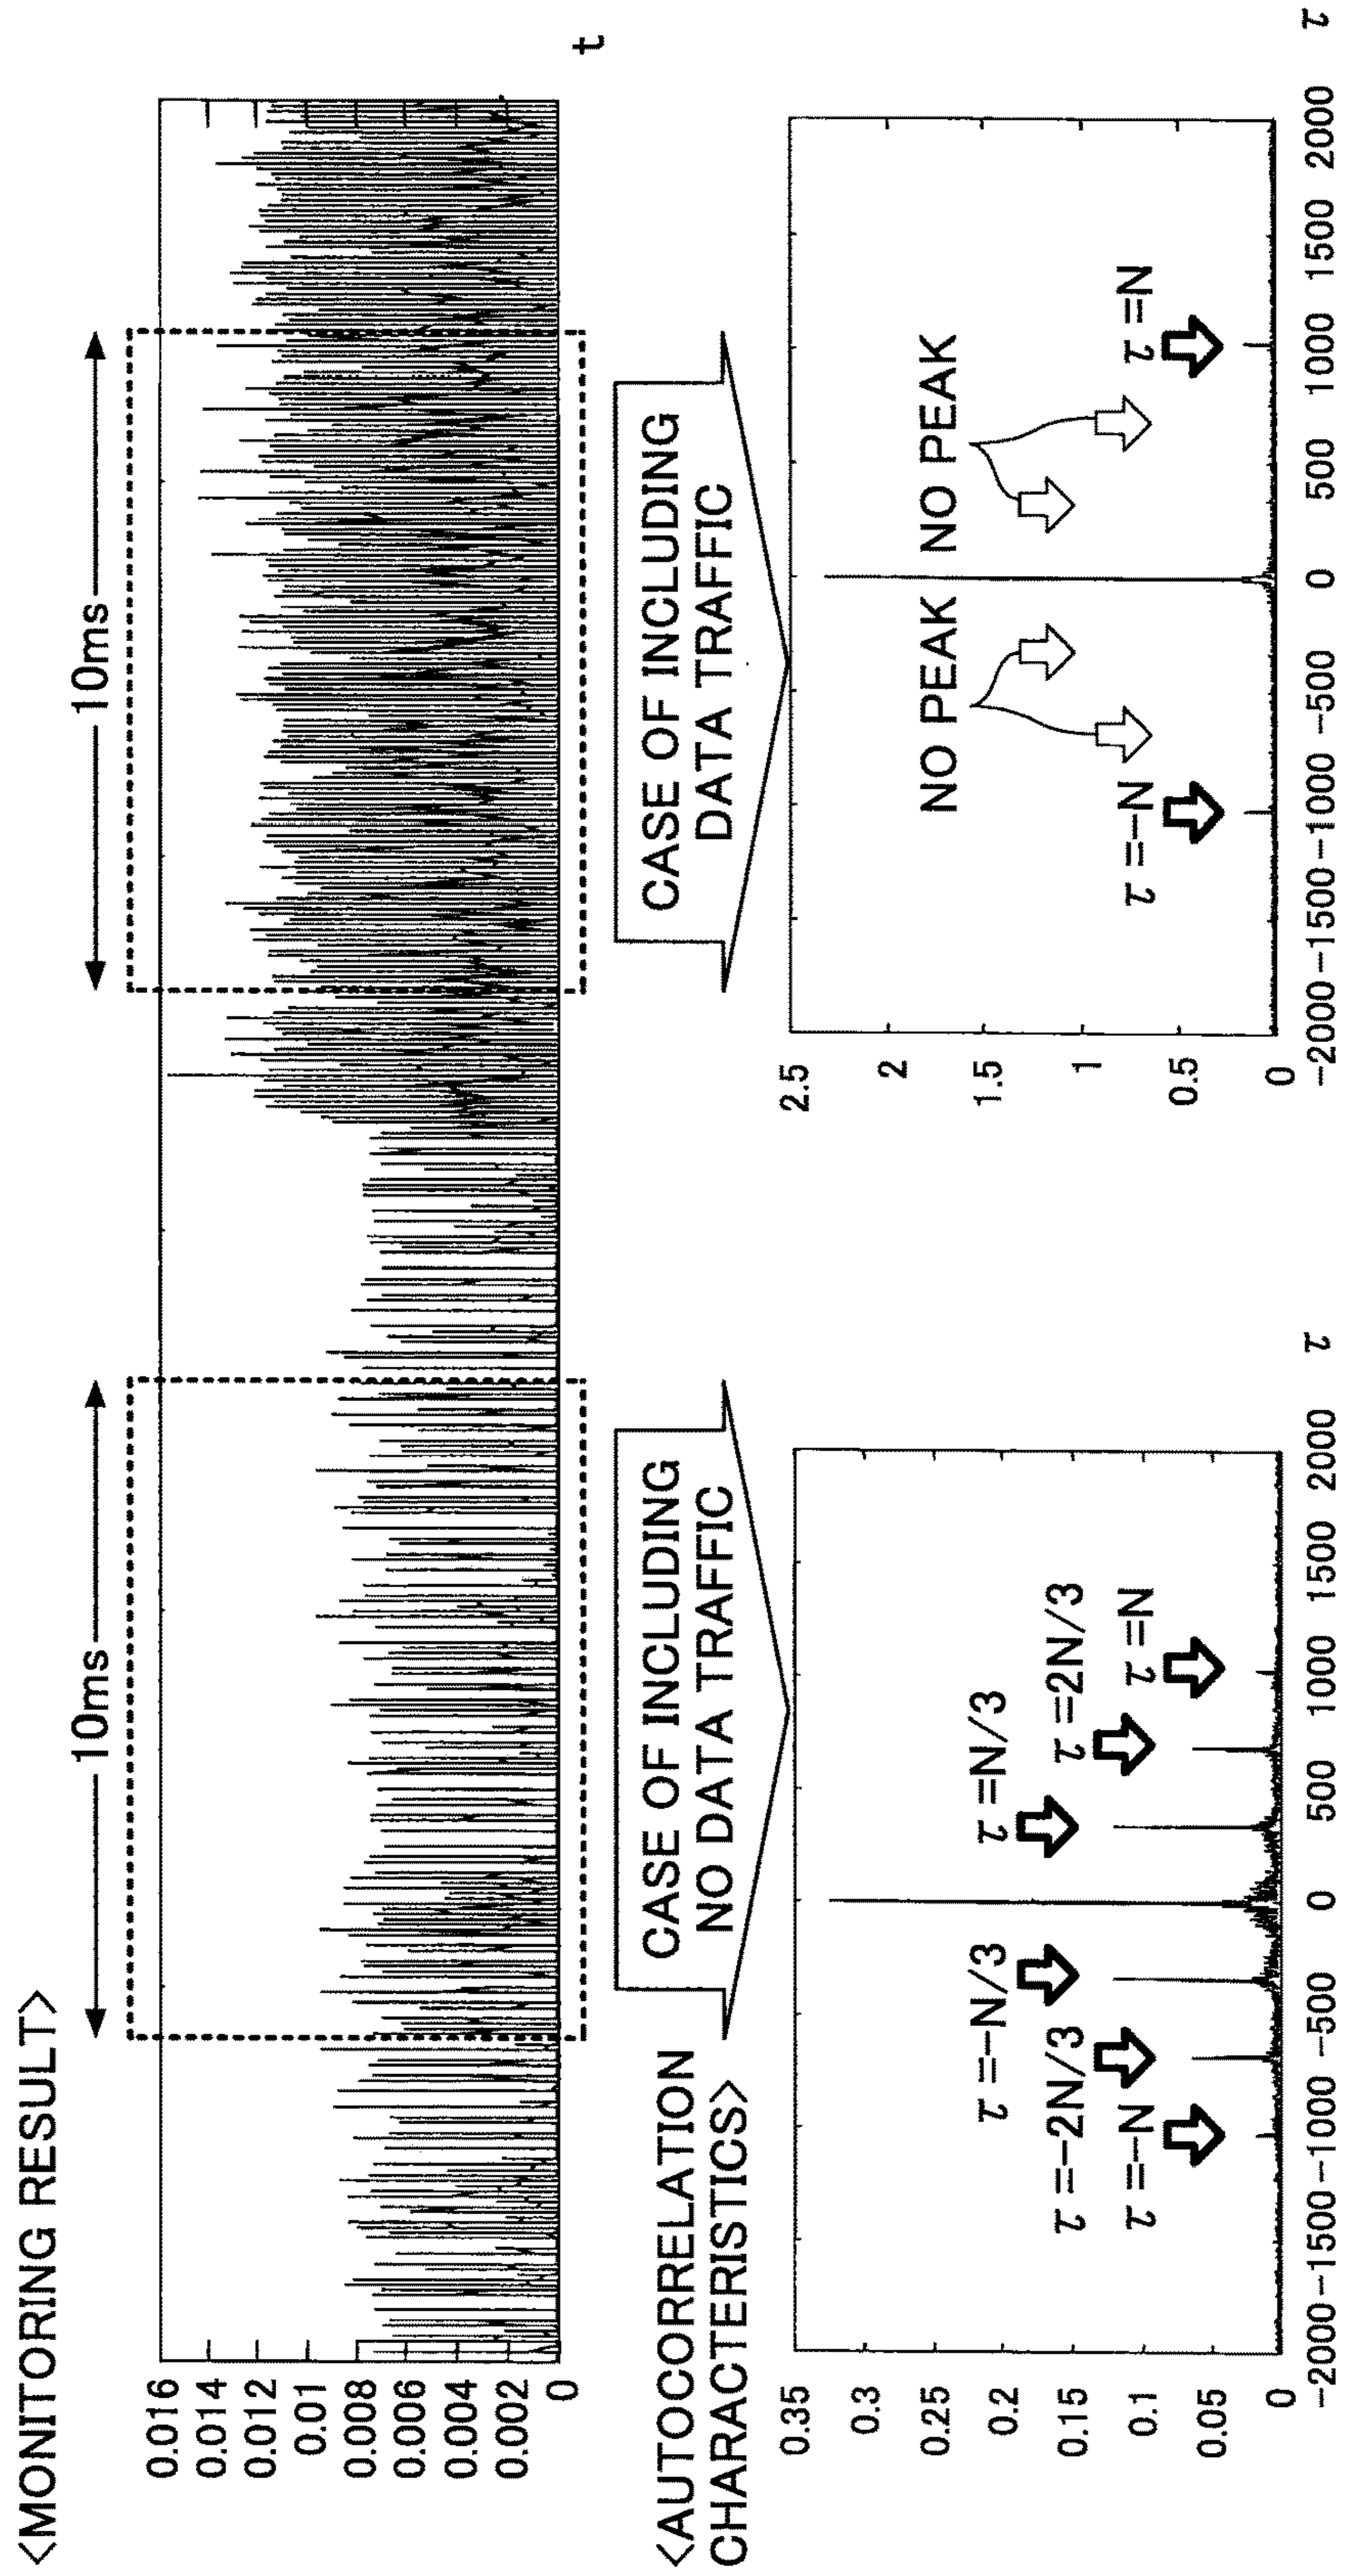 <MONITORING RESULT>
10ms
10ms
0.016
0.014
0.012
0.01
0.008
0.006
0.004
0.002
0
t
<AUTOCORRELATION
CHARACTERISTICS>
CASE OF INCLUDING
NO DATA TRAFFIC
CASE OF INCLUDING
DATA TRAFFIC
0.35
0.3
0.25
0.2
0.15
0.1
0.05
0
τ=-N/3
τ=N/3
τ=-2N/3
τ=2N/3
τ=-N
τ=N
-2000 -1500 -1000 -500 0 500 1000 1500 2000 τ
2.5
2
1.5
1
0.5
0
NO PEAK NO PEAK
τ=-N
τ=N
-2000 -1500 -1000 -500 0 500 1000 1500 2000 τ